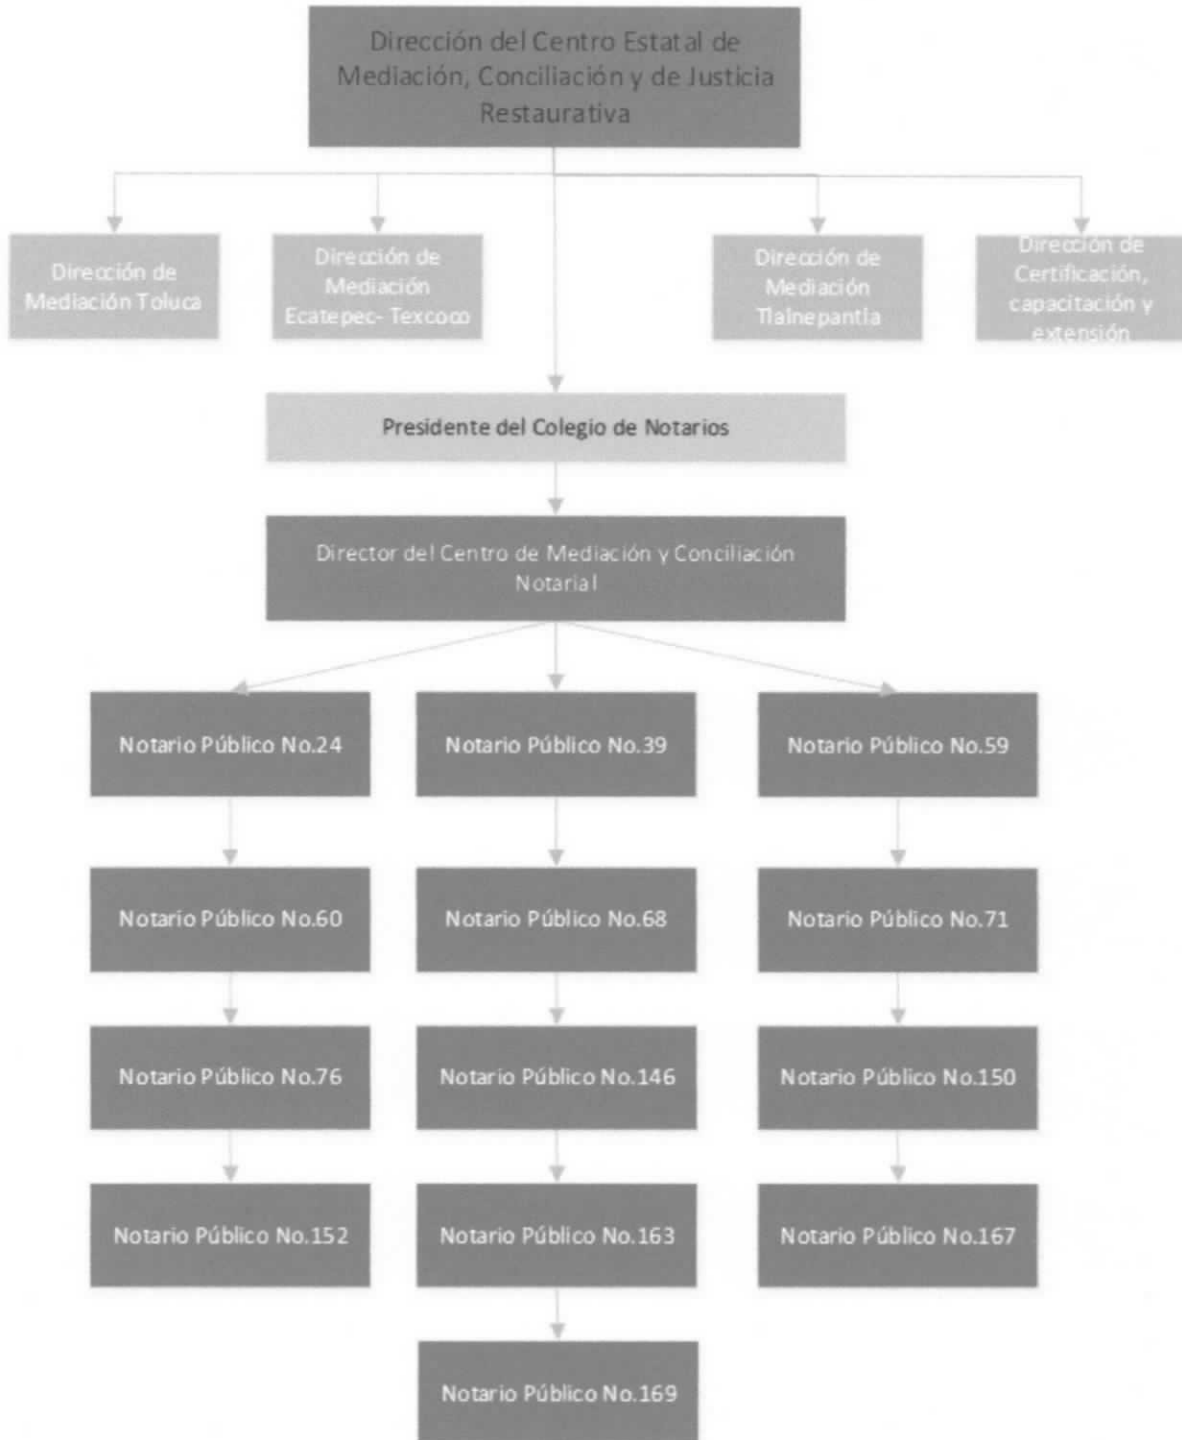 Dirección del Centro Estatal de
Mediación, Conciliación y de Justicia
Restaurativa
Dirección de
Mediación Toluca
Dirección de
Mediación
Ecatepec- Texcoco
Dirección de
Mediación
Tlalnepantla
Dirección de
Certificación,
capacitación y
extensión
Presidente del Colegio de Notarios
Director del Centro de Mediación y Conciliación
Notarial
Notario Público No.24
Notario Público No.39
Notario Público No.59
Notario Público No.60
Notario Público No.68
Notario Público No.71
Notario Público No.76
Notario Público No.146
Notario Público No.150
Notario Público No.152
Notario Público No.163
Notario Público No.167
Notario Público No.169